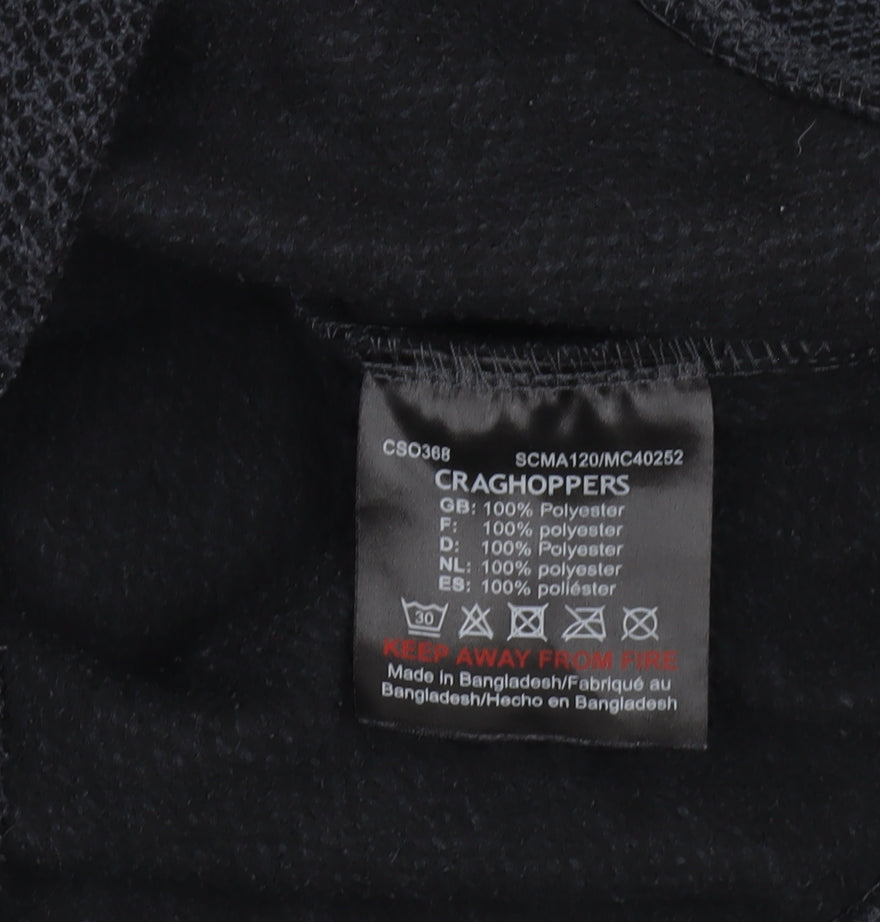 CSO368 SCMA120/MC40252
CRAGHOPPERS
GB: 100% Polyester
F: 100% polyester
D: 100% Polyester
NL: 100% polyester
ES: 100% poliéster
30
KEEP AWAY FROM FIRE
Made in Bangladesh/Fabriqué au
Bangladesh/Hecho en Bangladesh